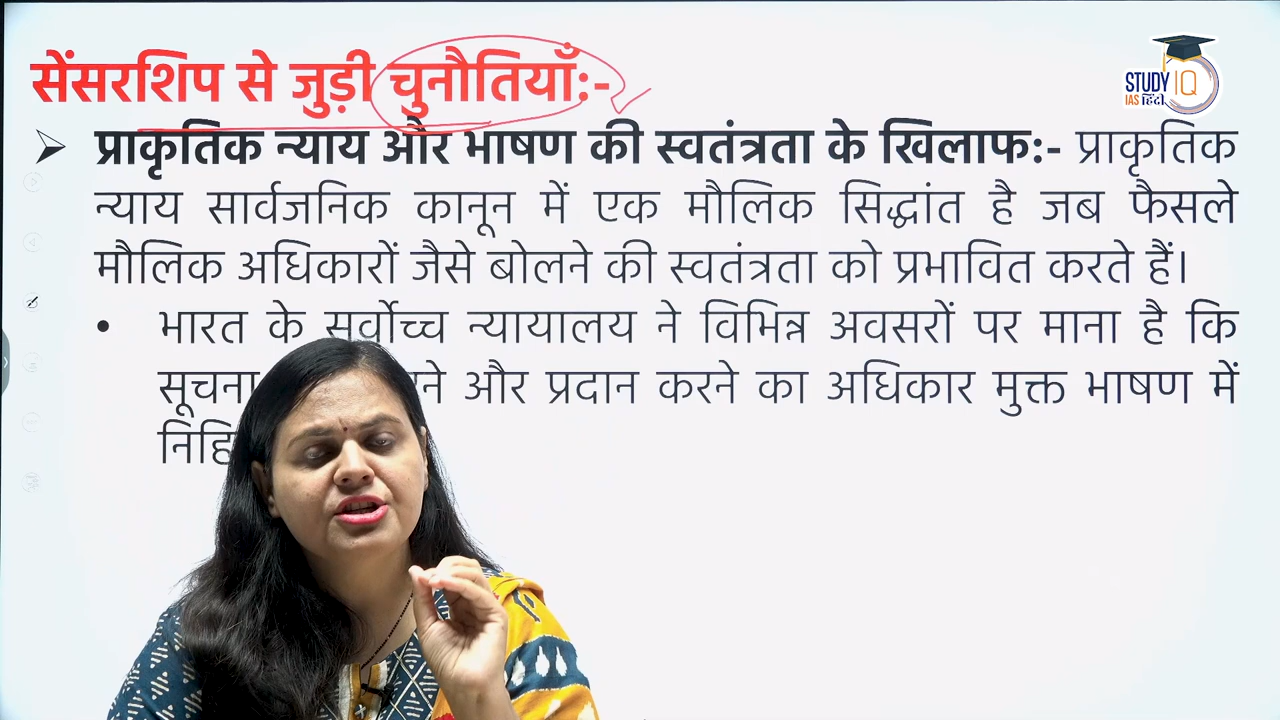 सेंसरशिप से जुड़ी चुनौतियाँ:-
STUDY IQ
IAS हिंदी
प्राकृतिक न्याय और भाषण की स्वतंत्रता के खिलाफ:- प्राकृतिक
न्याय सार्वजनिक कानून में एक मौलिक सिद्धांत है जब फैसले
मौलिक अधिकारों जैसे बोलने की स्वतंत्रता को प्रभावित करते हैं।
• भारत के सर्वोच्च न्यायालय ने विभिन्न अवसरों पर माना है कि
सूचना और प्रदान करने का अधिकार मुक्त भाषण में